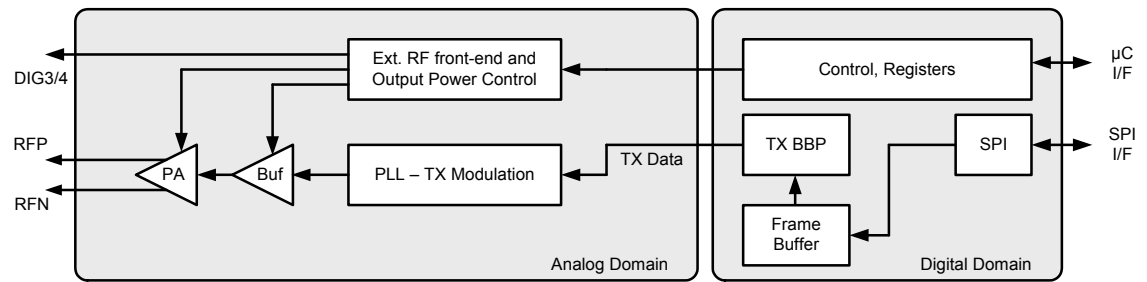 DIG3/4
Ext. RF front-end and
Output Power Control
Control, Registers
µC
I/F
RFP
RFN
PA
Buf
PLL – TX Modulation
TX Data
TX BBP
SPI
SPI
I/F
Frame
Buffer
Analog Domain
Digital Domain